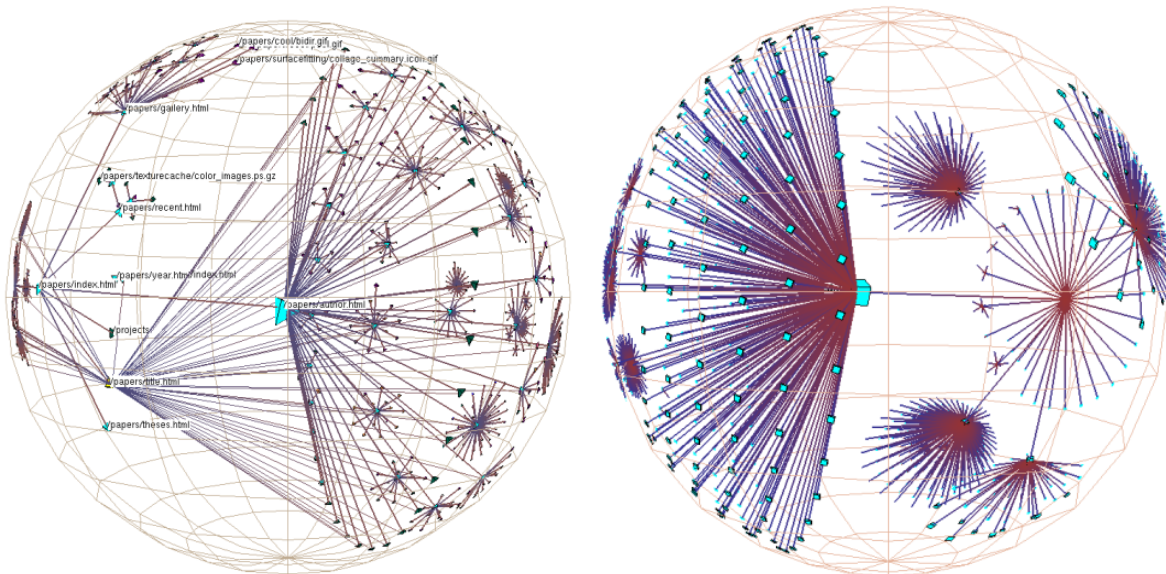 /papers/cool/bidir.gif
.gif
/papers/surfacefitting/collage_summary.icon.gif
/papers/gallery.html
/papers/texturecache/color_images.ps.gz
/papers/recent.html
/papers/year.html
index.html
/papers/index.html
/papers/author.html
/projects
/papers/title.html
/papers/theses.html